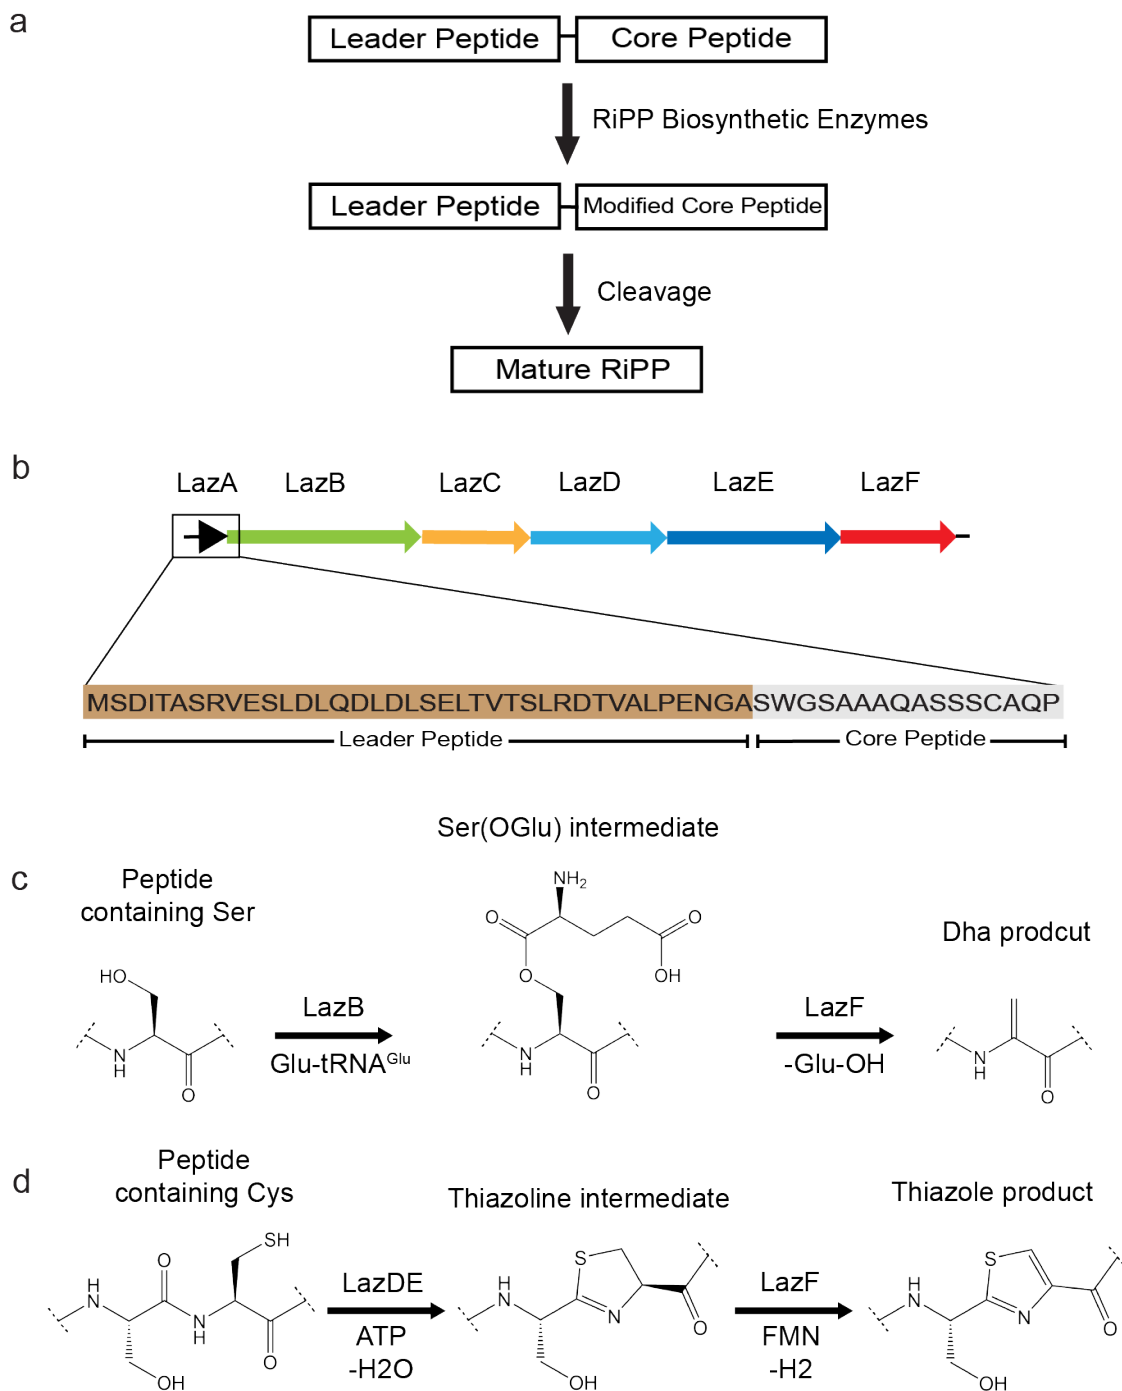 a
Leader Peptide
Core Peptide
RiPP Biosynthetic Enzymes
Leader Peptide
Modified Core Peptide
Cleavage
Mature RiPP
b
LazA LazB LazC LazD LazE LazF
MSDITASRVESLDLQDLDLSELTVTSLRDTVALPENGASWGSAAAQASSSCAQP
Leader Peptide
Core Peptide
c
Peptide
containing Ser
Ser(OGlu) intermediate
Dha prodcut
HO
N
H
O
LazB
Glu-tRNAGlu
NH2
O
O
OH
O
N
H
O
LazF
-Glu-OH
N
H
O
d
Peptide
containing Cys
Thiazoline intermediate
Thiazole product
H
N
O
SH
N
H
O
OH
LazDE
ATP
-H2O
H
N
S
N
O
OH
LazF
FMN
-H2
H
N
S
N
O
OH